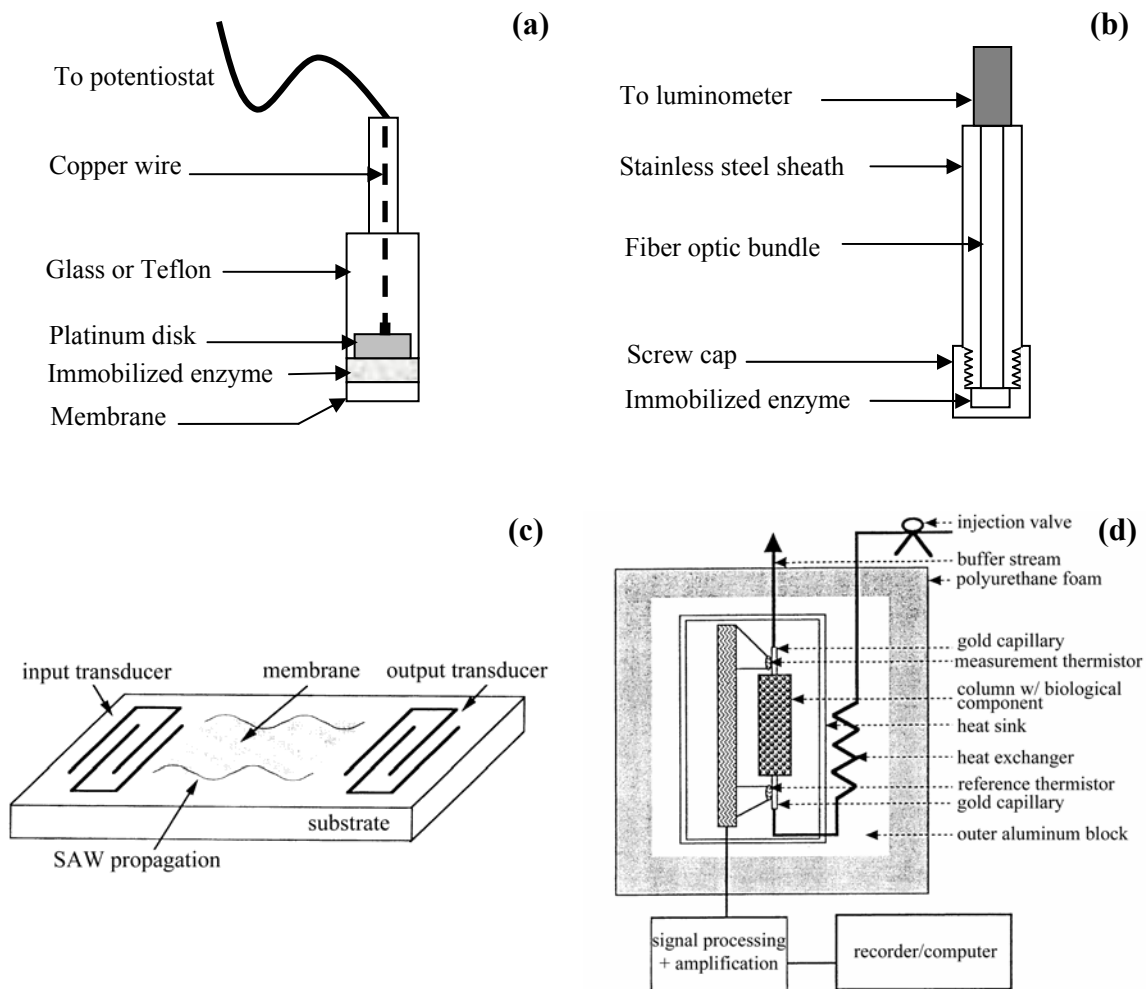 (a)
To potentiostat
Copper wire
Glass or Teflon
Platinum disk
Immobilized enzyme
Membrane
(b)
To luminometer
Stainless steel sheath
Fiber optic bundle
Screw cap
Immobilized enzyme
(c)
input transducer
membrane
output transducer
substrate
SAW propagation
(d)
injection valve
buffer stream
polyurethane foam
gold capillary
measurement thermistor
column w/ biological
component
heat sink
heat exchanger
reference thermistor
gold capillary
outer aluminum block
signal processing
+ amplification
recorder/computer